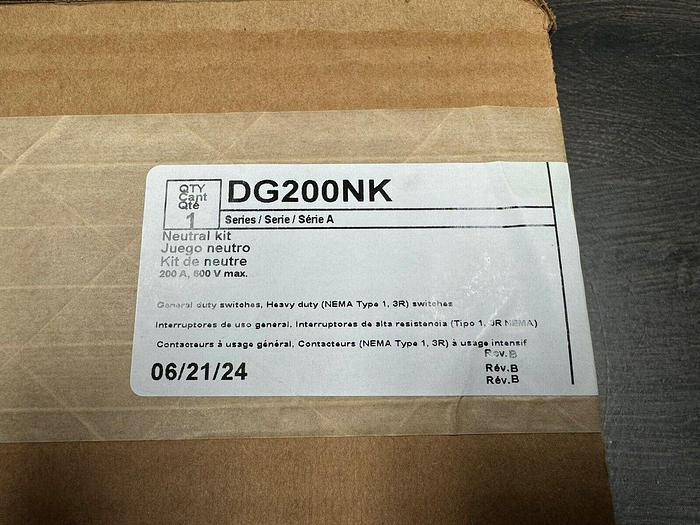 QTY
Cant
Qté
1
DG200NK
Series / Serie / Série A
Neutral kit
Juego neutro
Kit de neutre
200 A, 600 V max.
General duty switches, Heavy duty (NEMA Type 1, 3R) switches
Interruptores de uso general, Interruptores de alta resistencia (Tipo 1, 3R NEMA)
Contacteurs à usage général, Contacteurs (NEMA Type 1, 3R) à usage intensif
06/21/24
Rev.B
Rév.B
Rév.B